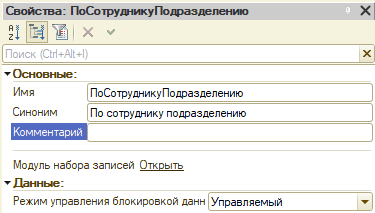 Свойства: ПоСотрудникуПодразделению
Поиск (Ctrl+Alt+I)
Основные:
Имя ПоСотрудникуПодразделению
Синоним По сотруднику подразделению
Комментарий
Модуль набора записей Открыть
Данные:
Режим управления блокировкой данн Управляемый